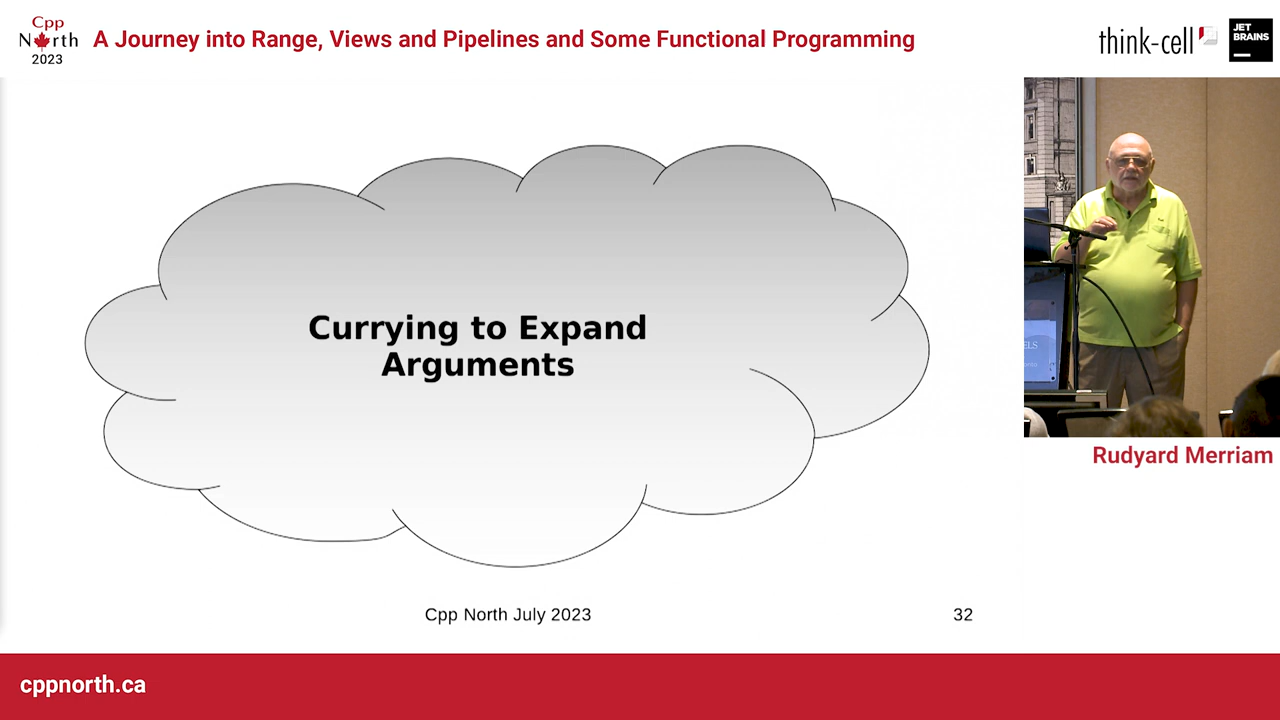 Cpp
North
2023
A Journey into Range, Views and Pipelines and Some Functional Programming
think-cell
JET
BRAINS
Currying to Expand
Arguments
Rudyard Merriam
Cpp North July 2023
32
cppnorth.ca